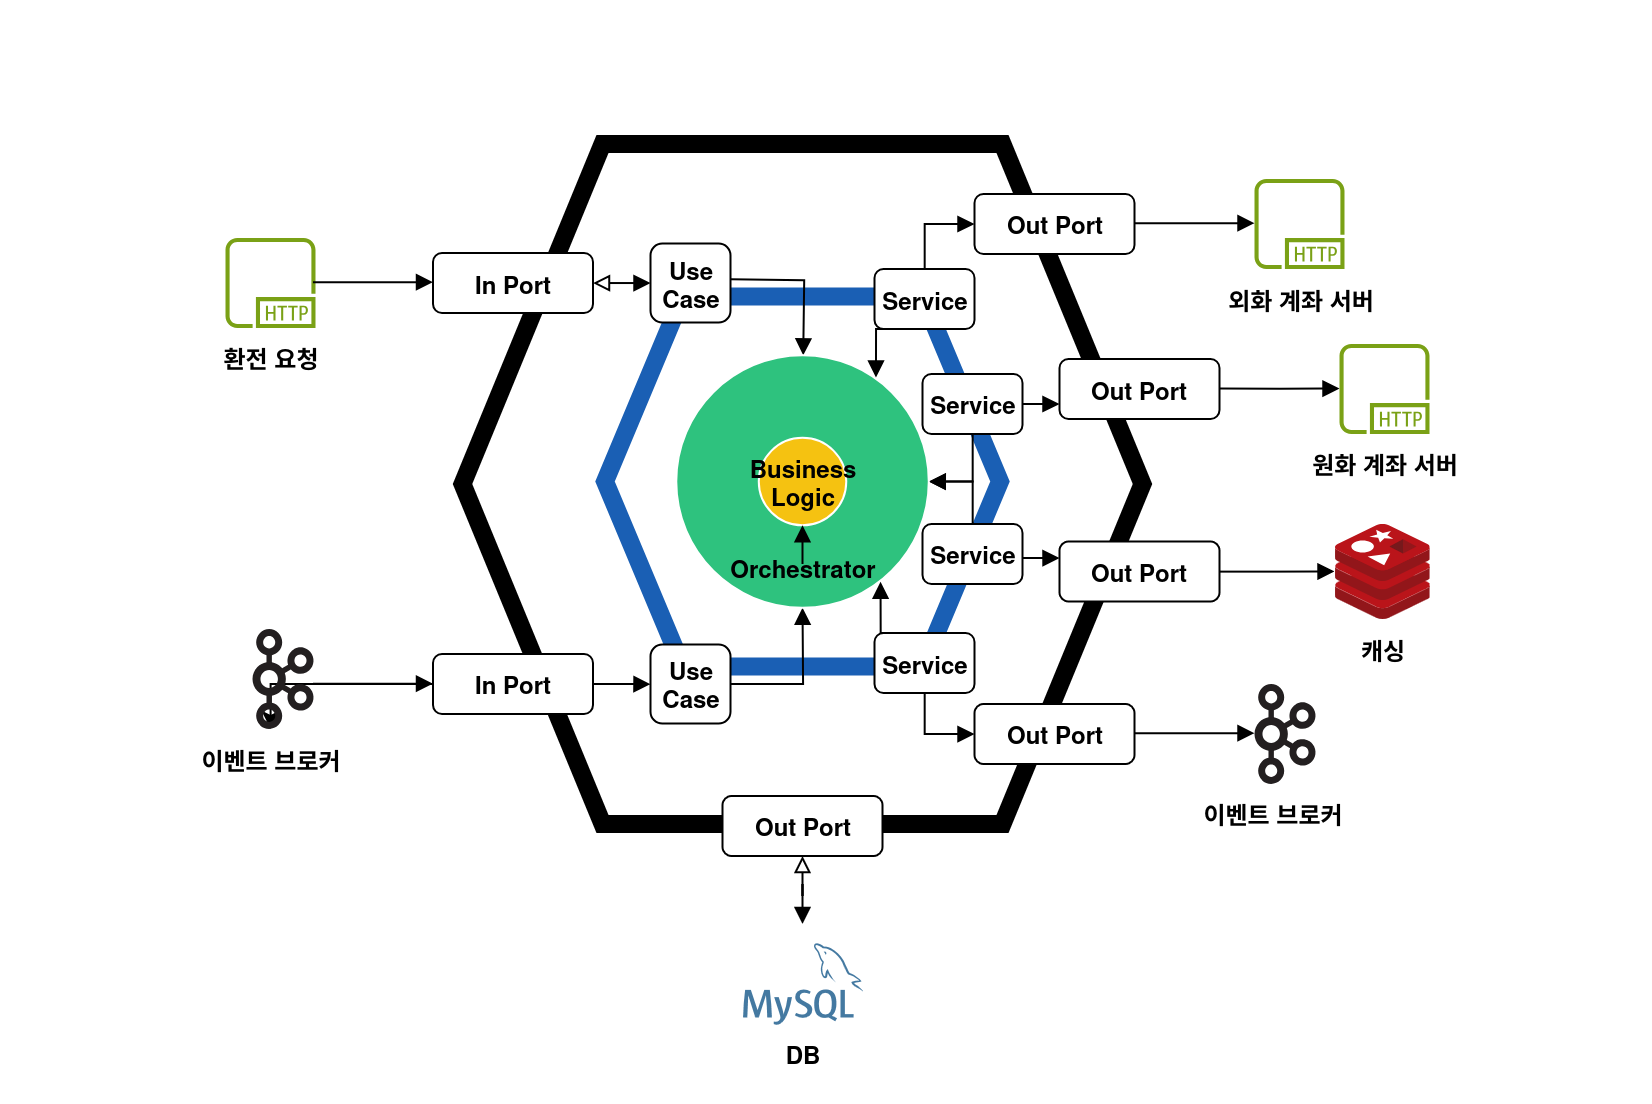 Out Port
HTTP
외화 계좌 서버
In Port
Use
Case
Service
HTTP
환전 요청
Service
Out Port
HTTP
원화 계좌 서버
Business
Logic
Orchestrator
Service
Out Port
캐싱
In Port
Use
Case
Service
이벤트 브로커
Out Port
이벤트 브로커
Out Port
MySQL
DB